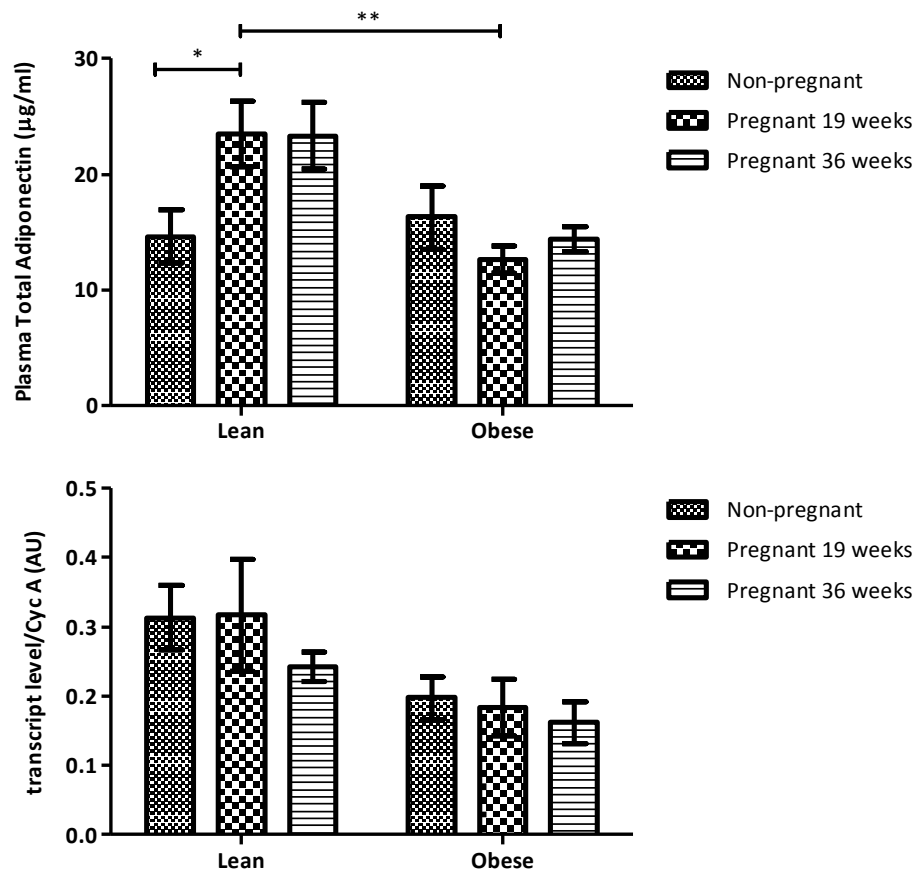 **
*
Plasma Total Adiponectin (µg/ml)
30
20
10
0
Lean
Obese
Non-pregnant
Pregnant 19 weeks
Pregnant 36 weeks
transcript level/Cyc A (AU)
0.5
0.4
0.3
0.2
0.1
0.0
Lean
Obese
Non-pregnant
Pregnant 19 weeks
Pregnant 36 weeks